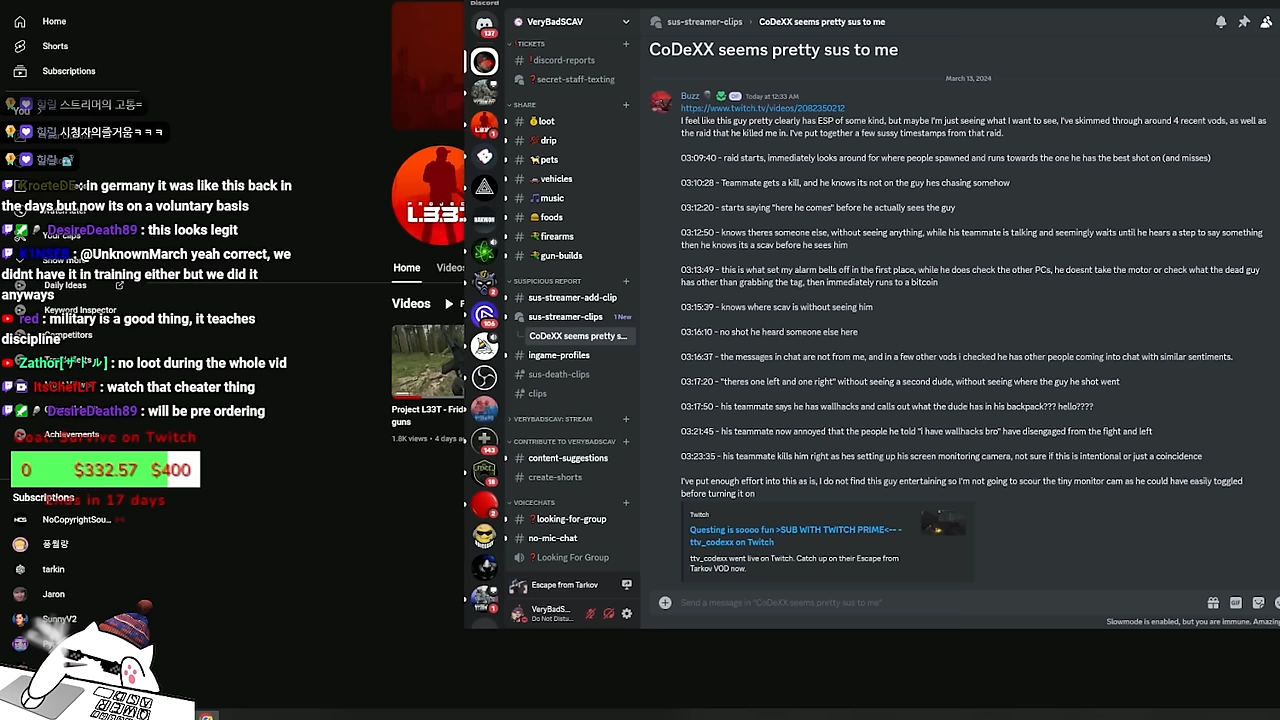 Home
Shorts
Subscriptions
힐릴 스트리머의 고통=
힐릴 시청자의즐거움ㅋㅋㅋ
힐릴
KroeteDE : in germany it was like this back in
the days but now its on a voluntary basis
DesireDeath89 : this looks legit
K1NSEB : @UnknownMarch yeah correct, we
didnt have it in training either but we did it
anyways
Daily Ideas
Keyword Inspector
red : military is a good thing, it teaches
discipline
Competitors
Zathor[ザトール] : no loot during the whole vid
ItsChefLIT : watch that cheater thing
DesireDeath89 : will be pre ordering
Achievements
Goal: Survive on Twitch
0 $332.57 $400
Ends in 17 days
Subscriptions
NoCopyrightSou...
풍월량
tarkin
Jaron
SunnyV2
PROJECT
L33T
Home Videos
Videos
Project L33T - Frid
guns
1.8K views • 4 days a
Discord
VeryBadSCAV
TICKETS
discord-reports
secret-staff-texting
SHARE
loot
drip
pets
vehicles
music
foods
firearms
gun-builds
SUSPICIOUS REPORT
sus-streamer-add-clip
sus-streamer-clips 1 New
CoDeXX seems pretty s...
ingame-profiles
sus-death-clips
clips
VERYBADSCAV: STREAM
CONTRIBUTE TO VERYBADSCAV
content-suggestions
create-shorts
VOICECHATS
looking-for-group
no-mic-chat
Looking For Group
Escape from Tarkov
VeryBadS...
Do Not Distu...
sus-streamer-clips › CoDeXX seems pretty sus to me
CoDeXX seems pretty sus to me
March 13, 2024
Buzz Today at 12:33 AM
https://www.twitch.tv/videos/2082350212
I feel like this guy pretty clearly has ESP of some kind, but maybe I'm just seeing what I want to see, I've skimmed through around 4 recent vods, as well as
the raid that he killed me in. I've put together a few sussy timestamps from that raid.
03:09:40 - raid starts, immediately looks around for where people spawned and runs towards the one he has the best shot on (and misses)
03:10:28 - Teammate gets a kill, and he knows its not on the guy hes chasing somehow
03:12:20 - starts saying "here he comes" before he actually sees the guy
03:12:50 - knows theres someone else, without seeing anything, while his teammate is talking and seemingly waits until he hears a step to say something
then he knows its a scav before he sees him
03:13:49 - this is what set my alarm bells off in the first place, while he does check the other PCs, he doesnt take the motor or check what the dead guy
has other than grabbing the tag, then immediately runs to a bitcoin
03:15:39 - knows where scav is without seeing him
03:16:10 - no shot he heard someone else here
03:16:37 - the messages in chat are not from me, and in a few other vods i checked he has other people coming into chat with similar sentiments.
03:17:20 - "theres one left and one right" without seeing a second dude, without seeing where the guy he shot went
03:17:50 - his teammate says he has wallhacks and calls out what the dude has in his backpack??? hello????
03:21:45 - his teammate now annoyed that the people he told "i have wallhacks bro" have disengaged from the fight and left
03:23:35 - his teammate kills him right as hes setting up his screen monitoring camera, not sure if this is intentional or just a coincidence
I've put enough effort into this as is, I do not find this guy entertaining so I'm not going to scour the tiny monitor cam as he could have easily toggled
before turning it on
Twitch
Questing is soooo fun >SUB WITH TWITCH PRIME<-- -
ttv_codexx on Twitch
ttv_codexx went live on Twitch. Catch up on their Escape from
Tarkov VOD now.
Send a message in "CoDeXX seems pretty sus to me"
Slowmode is enabled, but you are immune. Amazing